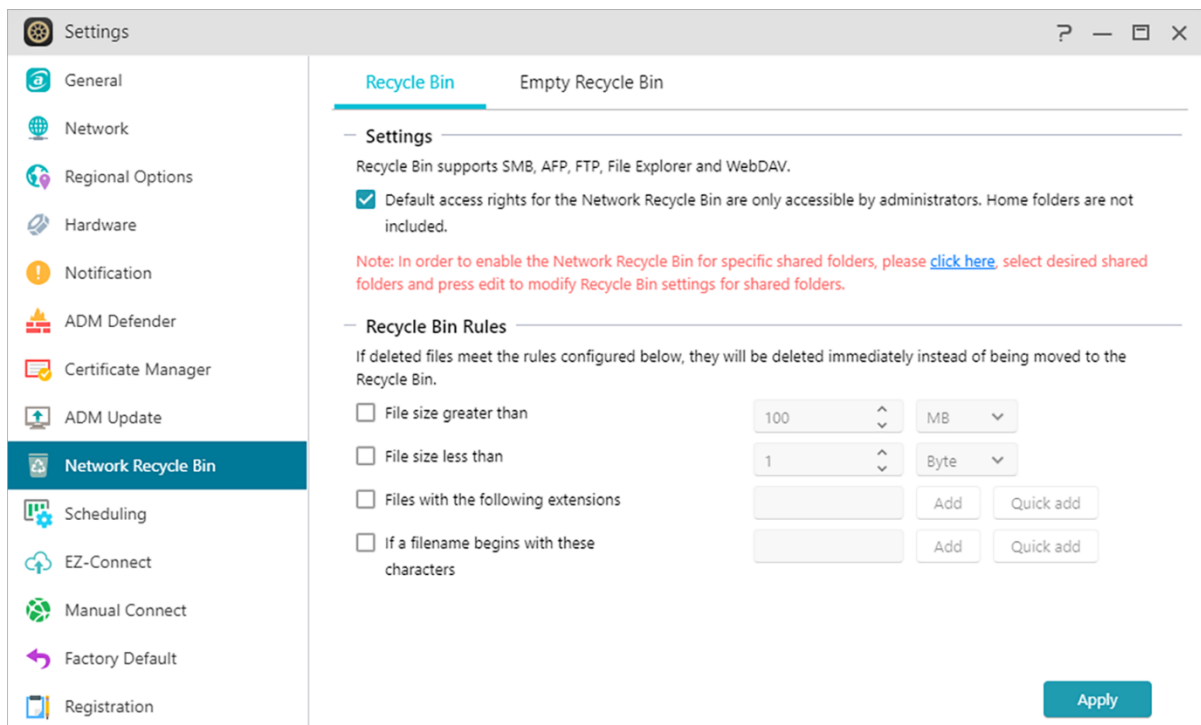 Settings
General
Network
Regional Options
Hardware
Notification
ADM Defender
Certificate Manager
ADM Update
Network Recycle Bin
Scheduling
EZ-Connect
Manual Connect
Factory Default
Registration
Recycle Bin
Empty Recycle Bin
Settings
Recycle Bin supports SMB, AFP, FTP, File Explorer and WebDAV.
Default access rights for the Network Recycle Bin are only accessible by administrators. Home folders are not
included.
Note: In order to enable the Network Recycle Bin for specific shared folders, please click here, select desired shared
folders and press edit to modify Recycle Bin settings for shared folders.
Recycle Bin Rules
If deleted files meet the rules configured below, they will be deleted immediately instead of being moved to the
Recycle Bin.
File size greater than
100
MB
File size less than
1
Byte
Files with the following extensions
Add
Quick add
If a filename begins with these
characters
Add
Quick add
Apply